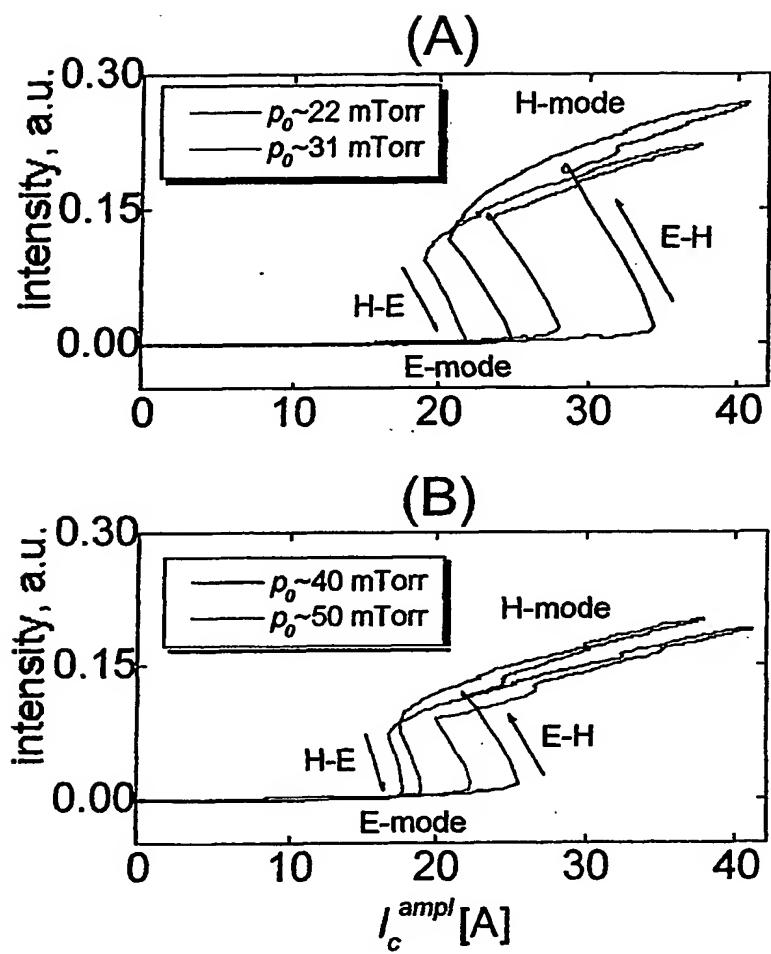 (A)
intensity, a.u.
0.30
0.15
0.00
p₀~22 mTorr
p₀~31 mTorr
H-mode
E-H
H-E
E-mode
0 10 20 30 40
(B)
intensity, a.u.
0.30
0.15
0.00
p₀~40 mTorr
p₀~50 mTorr
H-mode
E-H
H-E
E-mode
0 10 20 30 40
I_c^ampl [A]